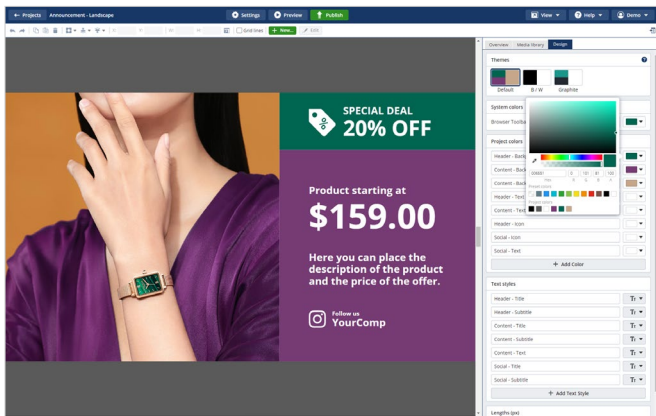 ← Projects
Announcement - Landscape
Settings
Preview
Publish
View
Help
Demo
Grid lines
+ New...
Edit
Overview
Media library
Design
Themes
Default
B / W
Graphite
System colors
Browser Toolba
Project colors
Header - Back
Content - Back
Content - Back
Header - Text
Content - Text
Header - Icon
Social - Icon
Social - Text
+ Add Color
Text styles
Header - Title
Header - Subtitle
Content - Title
Content - Subtitle
Content - Text
Social - Title
Social - Subtitle
+ Add Text Style
Lengths (px)
SPECIAL DEAL
20% OFF
Product starting at
$159.00
Here you can place the
description of the product
and the price of the offer.
Follow us
YourComp